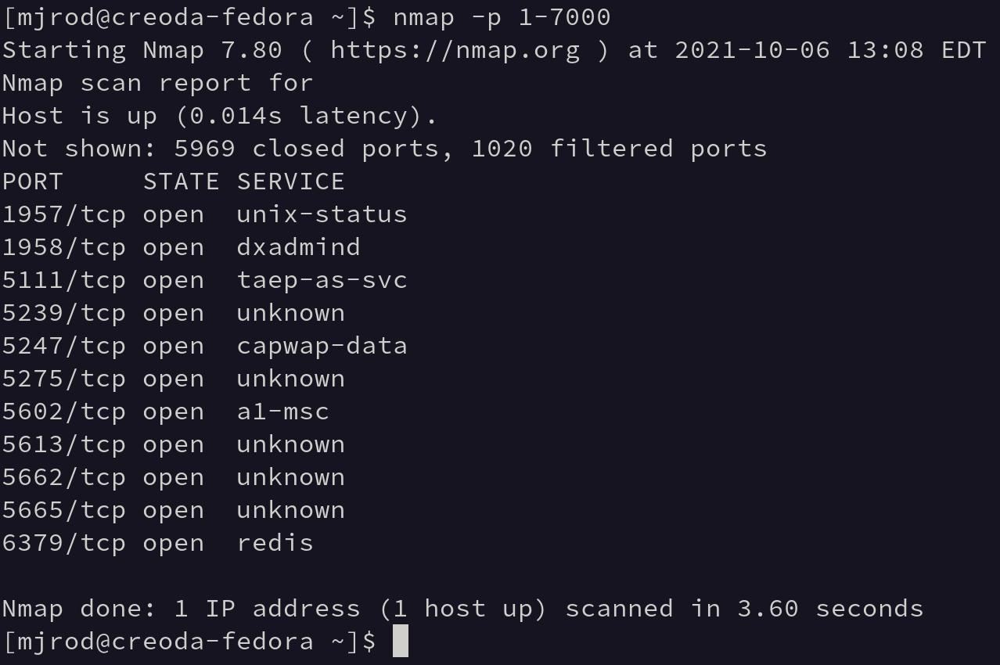 [mjrod@creoda-fedora ~]$ nmap -p 1-7000
Starting Nmap 7.80 ( https://nmap.org ) at 2021-10-06 13:08 EDT
Nmap scan report for
Host is up (0.014s latency).
Not shown: 5969 closed ports, 1020 filtered ports
PORT     STATE SERVICE
1957/tcp open  unix-status
1958/tcp open  dxadmind
5111/tcp open  taep-as-svc
5239/tcp open  unknown
5247/tcp open  capwap-data
5275/tcp open  unknown
5602/tcp open  a1-msc
5613/tcp open  unknown
5662/tcp open  unknown
5665/tcp open  unknown
6379/tcp open  redis

Nmap done: 1 IP address (1 host up) scanned in 3.60 seconds
[mjrod@creoda-fedora ~]$